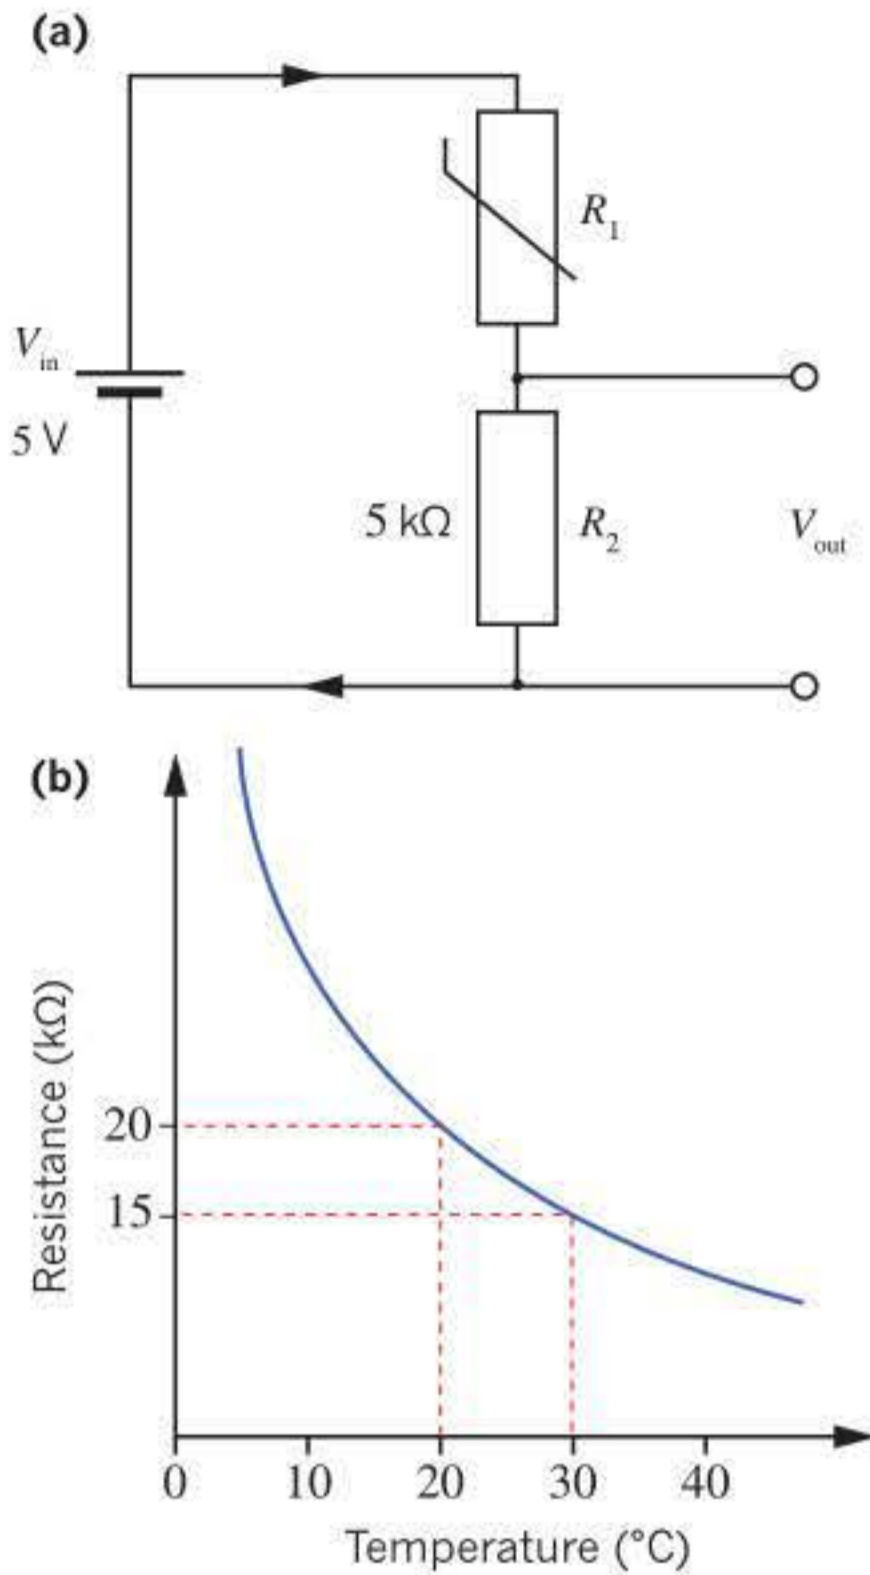 (a)
R1
Vin
5 V
5 kΩ R2 Vout
(b)
Resistance (kΩ)
20
15
0 10 20 30 40
Temperature (°C)